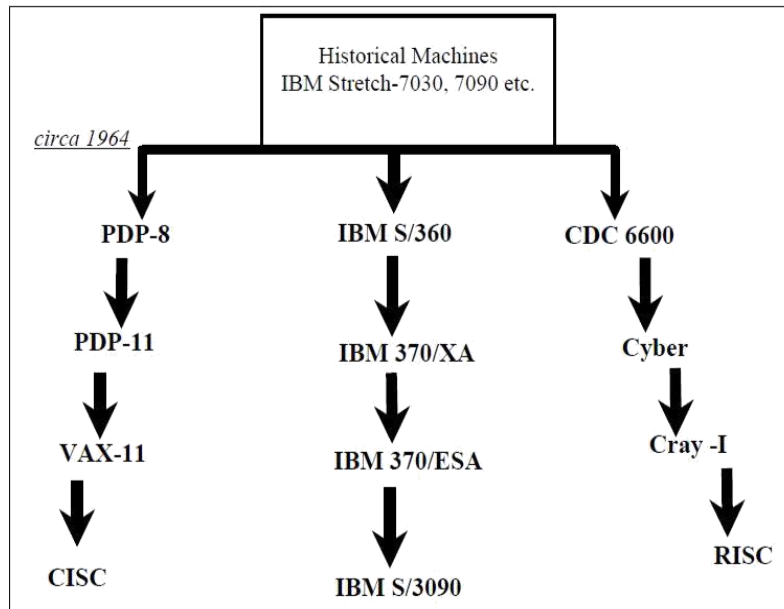 Historical Machines
IBM Stretch-7030, 7090 etc.
circa 1964
PDP-8
IBM S/360
CDC 6600
PDP-11
IBM 370/XA
Cyber
VAX-11
IBM 370/ESA
Cray -I
CISC
IBM S/3090
RISC